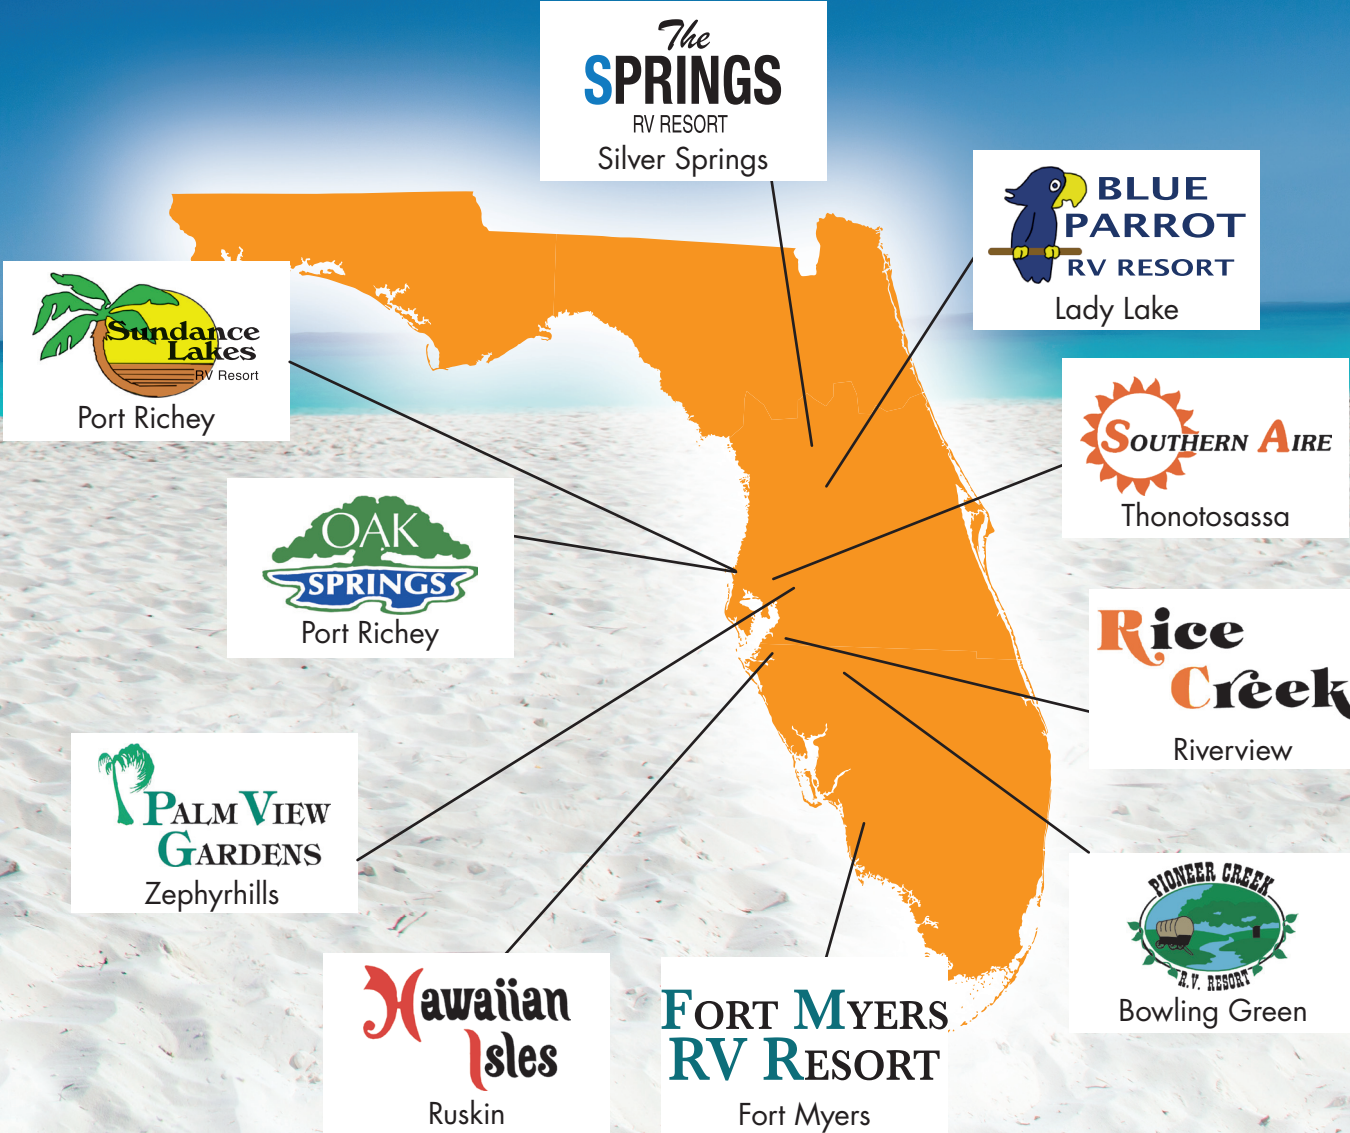 The
SPRINGS
RV RESORT
Silver Springs
BLUE
PARROT
RV RESORT
Lady Lake
Sundance
Lakes
RV Resort
Port Richey
SOUTHERN AIRE
Thonotosassa
OAK
SPRINGS
Port Richey
Rice
Creek
Riverview
PALM VIEW
GARDENS
Zephyrhills
PIONEER CREEK
R.V. RESORT
Bowling Green
Hawaiian
Isles
Ruskin
FORT MYERS
RV RESORT
Fort Myers